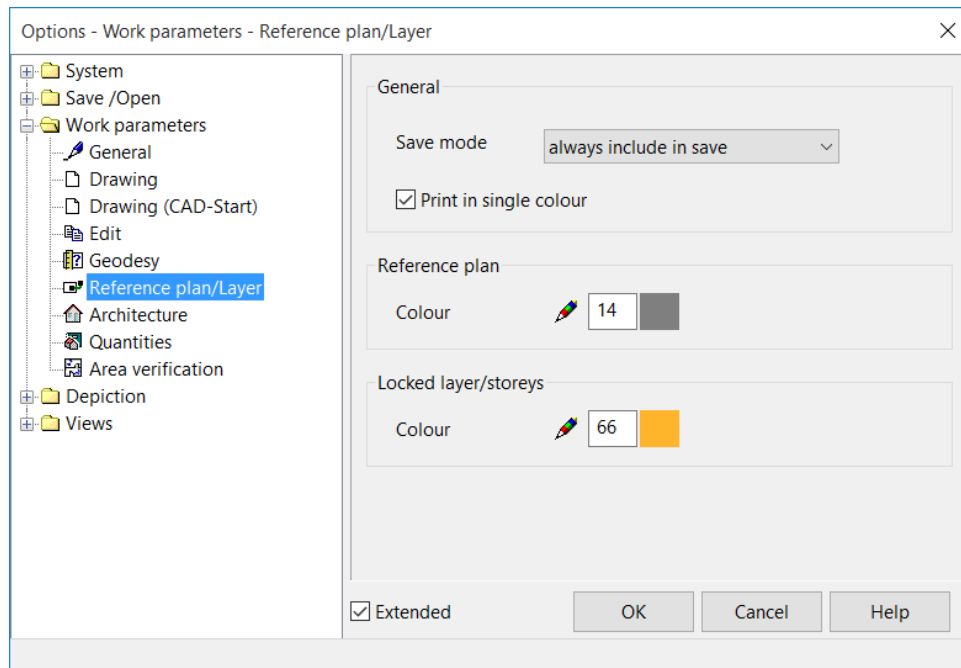 Options - Work parameters - Reference plan/Layer
System
Save /Open
Work parameters
General
Drawing
Drawing (CAD-Start)
Edit
Geodesy
Reference plan/Layer
Architecture
Quantities
Area verification
Depiction
Views
General
Save mode always include in save
Print in single colour
Reference plan
Colour 14
Locked layer/storeys
Colour 66
Extended OK Cancel Help